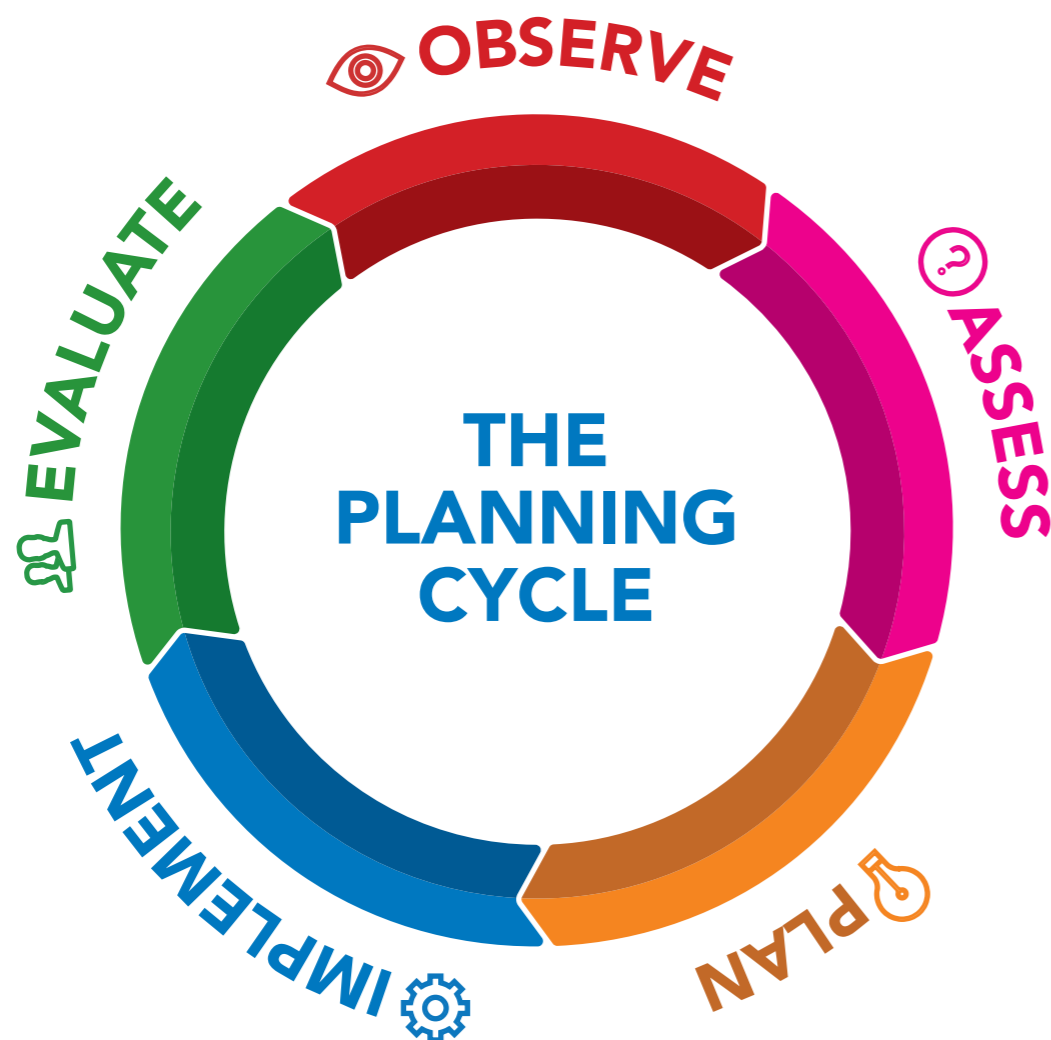 OBSERVE
ASSESS
PLAN
IMPLEMENT
EVALUATE
THE
PLANNING
CYCLE